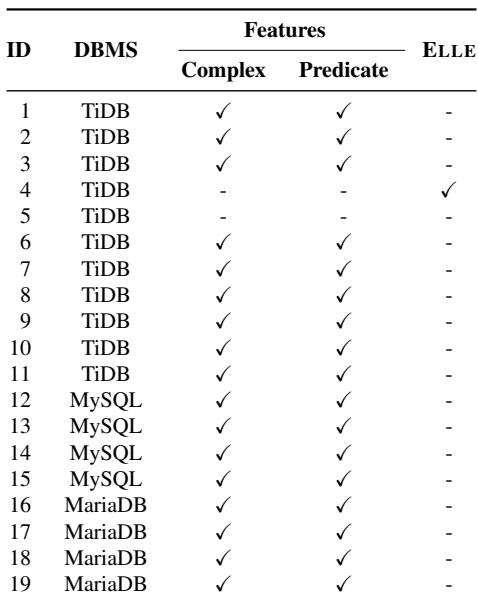 Features
ID DBMS ELLE
Complex Predicate
1 TiDB ✓ ✓ -
2 TiDB ✓ ✓ -
3 TiDB ✓ ✓ -
4 TiDB - - ✓
5 TiDB - - -
6 TiDB ✓ ✓ -
7 TiDB ✓ ✓ -
8 TiDB ✓ ✓ -
9 TiDB ✓ ✓ -
10 TiDB ✓ ✓ -
11 TiDB ✓ ✓ -
12 MySQL ✓ ✓ -
13 MySQL ✓ ✓ -
14 MySQL ✓ ✓ -
15 MySQL ✓ ✓ -
16 MariaDB ✓ ✓ -
17 MariaDB ✓ ✓ -
18 MariaDB ✓ ✓ -
19 MariaDB ✓ ✓ -